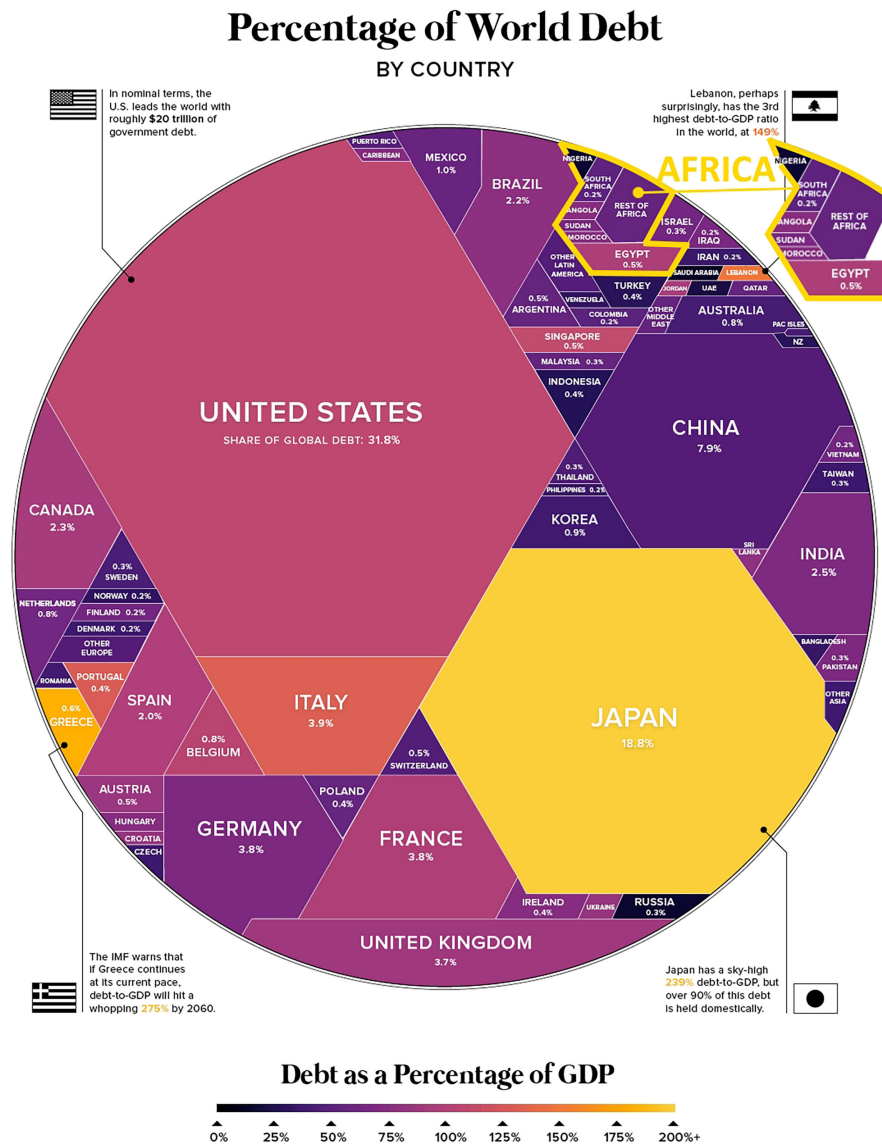 Percentage of World Debt
BY COUNTRY
In nominal terms, the
U.S. leads the world with
roughly $20 trillion of
government debt.
Lebanon, perhaps
surprisingly, has the 3rd
highest debt-to-GDP ratio
in the world, at 149%
PUERTO RICO
CARIBBEAN
MEXICO
1.0%
BRAZIL
2.2%
NIGERIA
SOUTH
AFRICA
0.2%
ANGOLA
SUDAN
MOROCCO
REST OF
AFRICA
EGYPT
0.5%
AFRICA
NIGERIA
SOUTH
AFRICA
0.2%
ANGOLA
SUDAN
MOROCCO
REST OF
AFRICA
EGYPT
0.5%
ISRAEL
0.3%
0.2%
IRAQ
IRAN 0.2%
SAUDI ARABIA
LEBANON
JORDAN
UAE
QATAR
OTHER
LATIN
AMERICA
TURKEY
0.4%
VENEZUELA
0.5%
ARGENTINA
COLOMBIA
0.2%
OTHER
MIDDLE
EAST
AUSTRALIA
0.8%
PAC ISLES
NZ
SINGAPORE
0.5%
MALAYSIA 0.3%
INDONESIA
0.4%
UNITED STATES
SHARE OF GLOBAL DEBT: 31.8%
CHINA
7.9%
0.2%
VIETNAM
TAIWAN
0.3%
0.3%
THAILAND
PHILIPPINES 0.2%
KOREA
0.9%
CANADA
2.3%
SRI
LANKA
INDIA
2.5%
0.3%
SWEDEN
NORWAY 0.2%
NETHERLANDS
0.8%
FINLAND 0.2%
DENMARK 0.2%
OTHER
EUROPE
BANGLADESH
0.3%
PAKISTAN
OTHER
ASIA
ROMANIA
PORTUGAL
0.4%
0.6%
GREECE
SPAIN
2.0%
ITALY
3.9%
0.8%
BELGIUM
0.5%
SWITZERLAND
JAPAN
18.8%
AUSTRIA
0.5%
HUNGARY
CROATIA
CZECH
GERMANY
3.8%
POLAND
0.4%
FRANCE
3.8%
IRELAND
0.4%
UKRAINE
RUSSIA
0.3%
UNITED KINGDOM
3.7%
The IMF warns that
if Greece continues
at its current pace,
debt-to-GDP will hit a
whopping 275% by 2060.
Japan has a sky-high
239% debt-to-GDP, but
over 90% of this debt
is held domestically.
Debt as a Percentage of GDP
0% 25% 50% 75% 100% 125% 150% 175% 200%+